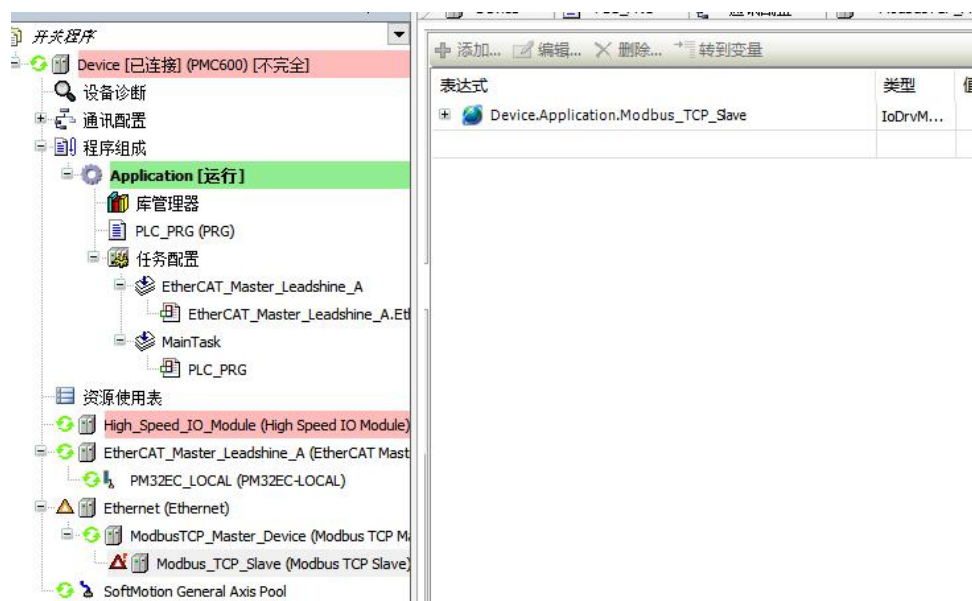 开关程序
Device [已连接] (PMC600) [不完全]
设备诊断
通讯配置
程序组成
Application [运行]
库管理器
PLC_PRG (PRG)
任务配置
EtherCAT_Master_Leadshine_A
EtherCAT_Master_Leadshine_A.Et
MainTask
PLC_PRG
资源使用表
High_Speed_IO_Module (High Speed IO Module)
EtherCAT_Master_Leadshine_A (EtherCAT Mast
PM32EC_LOCAL (PM32EC-LOCAL)
Ethernet (Ethernet)
ModbusTCP_Master_Device (Modbus TCP M
Modbus_TCP_Slave (Modbus TCP Slave)
SoftMotion General Axis Pool
添加... 编辑... 删除... 转到变量
表达式 类型
Device.Application.Modbus_TCP_Slave IoDrvM...